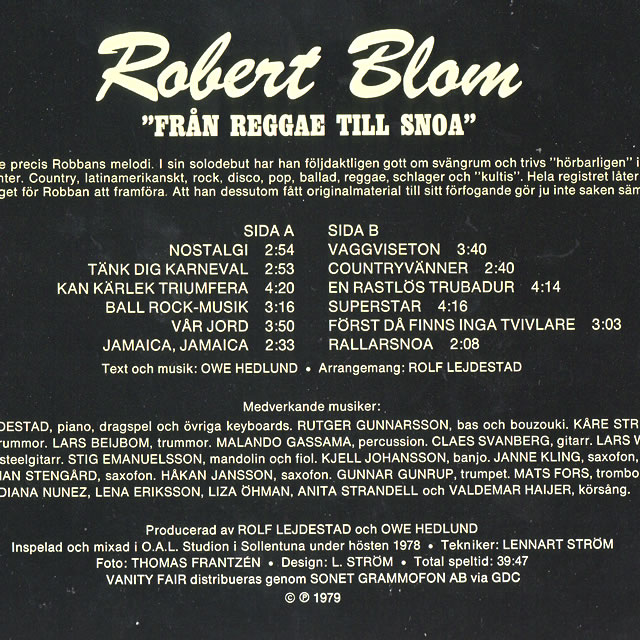 Robert Blom
"FRÅN REGGAE TILL SNOA"
precis Robbans melodi. I sin solodebut har han följdaktligen gott om svängrum och trivs "hörbarligen" i
Country, latinamerikanskt, rock, disco, pop, ballad, reggae, schlager och "kultis". Hela registret låter
för Robban att framföra. Att han dessutom fått originalmaterial till sitt förfogande gör ju inte saken
SIDA A
NOSTALGI 2:54
TÄNK DIG KARNEVAL 2:53
KAN KÄRLEK TRIUMFERA 4:20
BALL ROCK-MUSIK 3:16
VÅR JORD 3:50
JAMAICA, JAMAICA 2:33
SIDA B
VAGGVISETON 3:40
COUNTRYVÄNNER 2:40
EN RASTLÖS TRUBADUR 4:14
SUPERSTAR 4:16
FÖRST DÅ FINNS INGA TVIVLARE 3:03
RALLARSNOA 2:08
Text och musik: OWE HEDLUND • Arrangemang: ROLF LEJDESTAD
Medverkande musiker:
piano, dragspel och övriga keyboards. RUTGER GUNNARSSON, bas och bouzouki. KÅRE
LARS BEIJBOM, trummor. MALANDO GASSAMA, percussion. CLAES SVANBERG, gitarr. LARS
steelgitarr. STIG EMANUELSSON, mandolin och fiol. KJELL JOHANSSON, banjo. JANNE KLING, saxofon,
STENGÅRD, saxofon. HÅKAN JANSSON, saxofon. GUNNAR GUNRUP, trumpet. MATS FORS,
DIANA NUNEZ, LENA ERIKSSON, LIZA ÖHMAN, ANITA STRANDELL och VALDEMAR HAIJER, körsång.
Producerad av ROLF LEJDESTAD och OWE HEDLUND
Inspelad och mixad i O.A.L. Studion i Sollentuna under hösten 1978 • Tekniker: LENNART STRÖM
Foto: THOMAS FRANTZÉN • Design: L. STRÖM • Total speltid: 39:47
VANITY FAIR distribueras genom SONET GRAMMOFON AB via GDC
© ℗ 1979